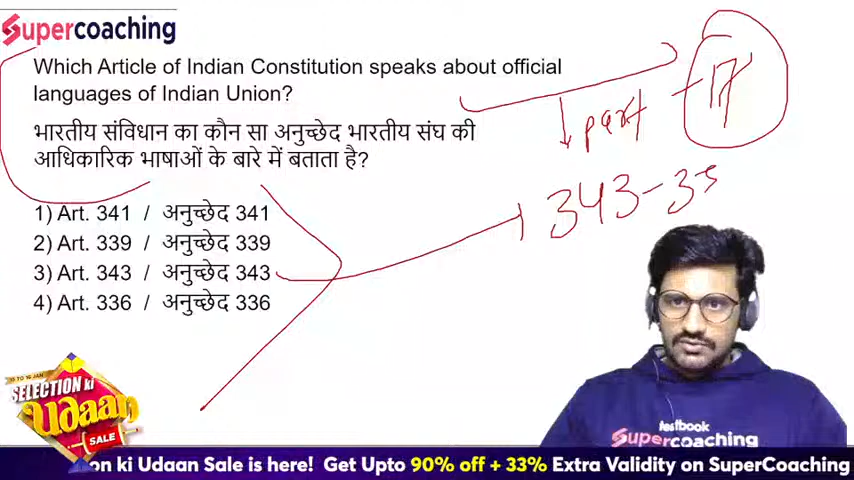 Supercoaching
Which Article of Indian Constitution speaks about official
languages of Indian Union?
भारतीय संविधान का कौन सा अनुच्छेद भारतीय संघ की
आधिकारिक भाषाओं के बारे में बताता है?
1) Art. 341 / अनुच्छेद 341
2) Art. 339 / अनुच्छेद 339
3) Art. 343 / अनुच्छेद 343
4) Art. 336 / अनुच्छेद 336
part - 17
343-35
SELECTION ki
UDAAN
SALE
testbook
Supercoaching
on ki Udaan Sale is here! Get Upto 90% off + 33% Extra Validity on SuperCoaching